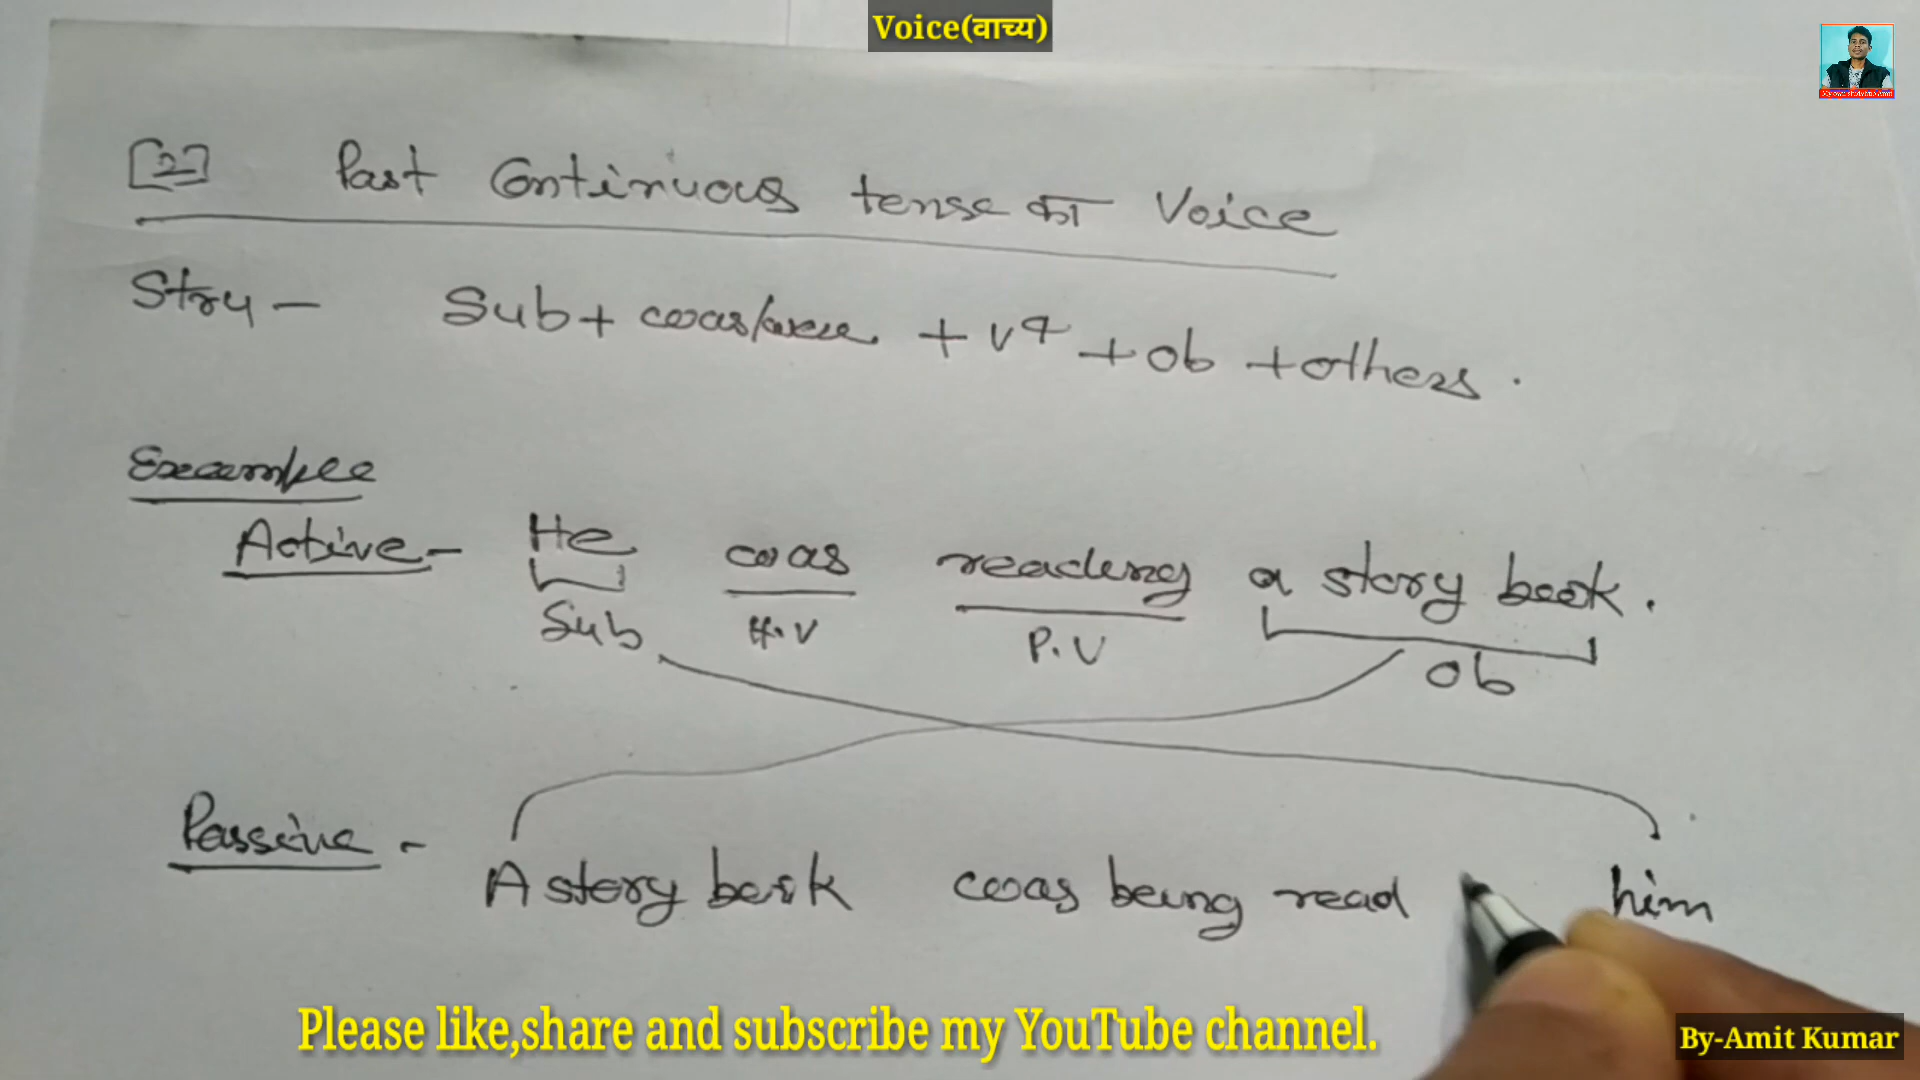 Voice(वाच्य)
[2] Past Continuous tense का Voice
Stru - Sub + was/were + v4 + ob + others.
Example
Active - He was reading a story book.
Sub H.V P.V ob
Passive - A story book was being read him
Please like,share and subscribe my YouTube channel.
By-Amit Kumar